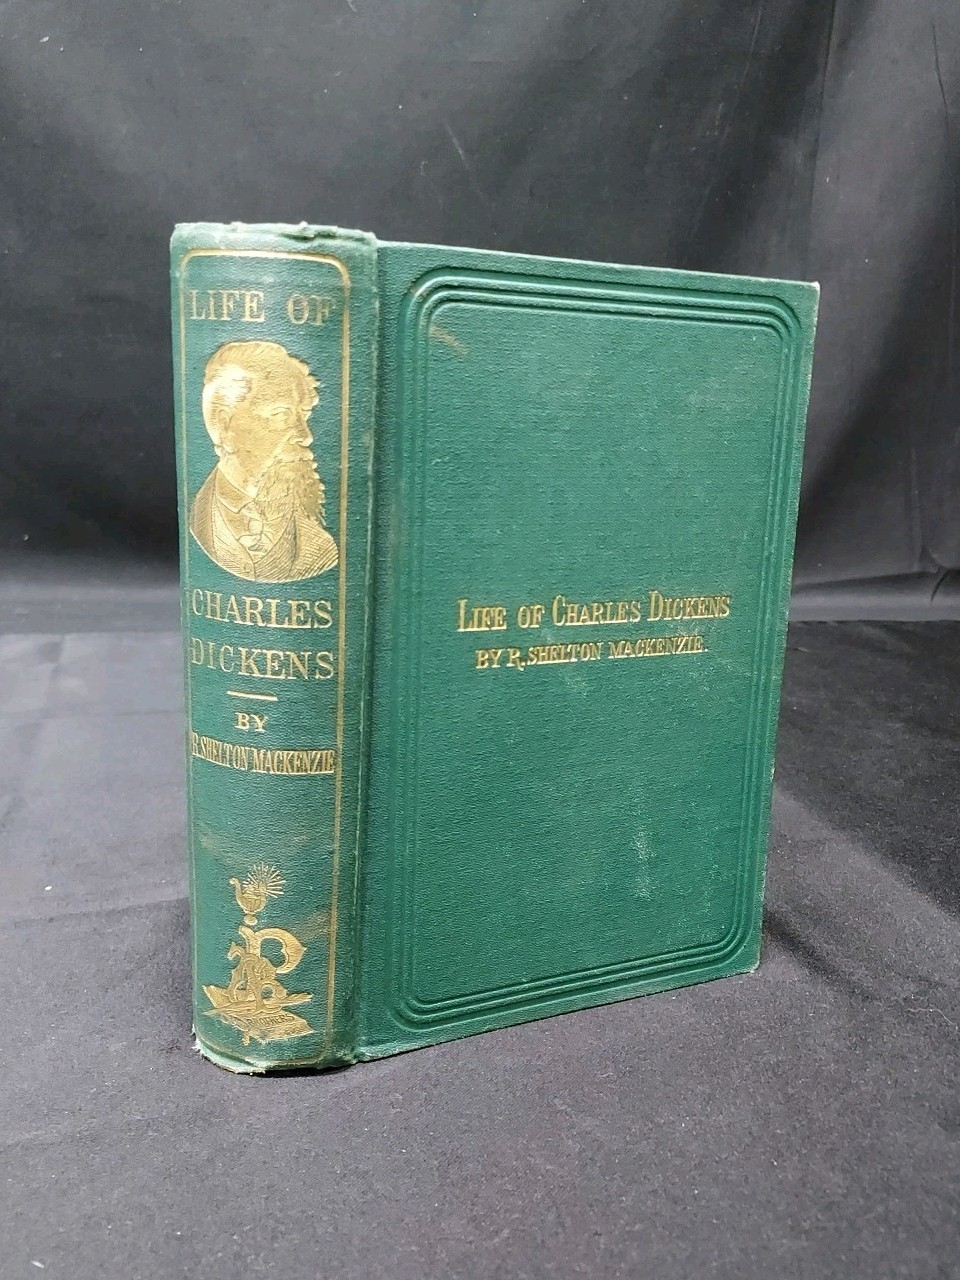 LIFE OF
CHARLES
DICKENS
BY
R. SHELTON MACKENZIE
LIFE OF CHARLES DICKENS
BY R. SHELTON MACKENZIE.